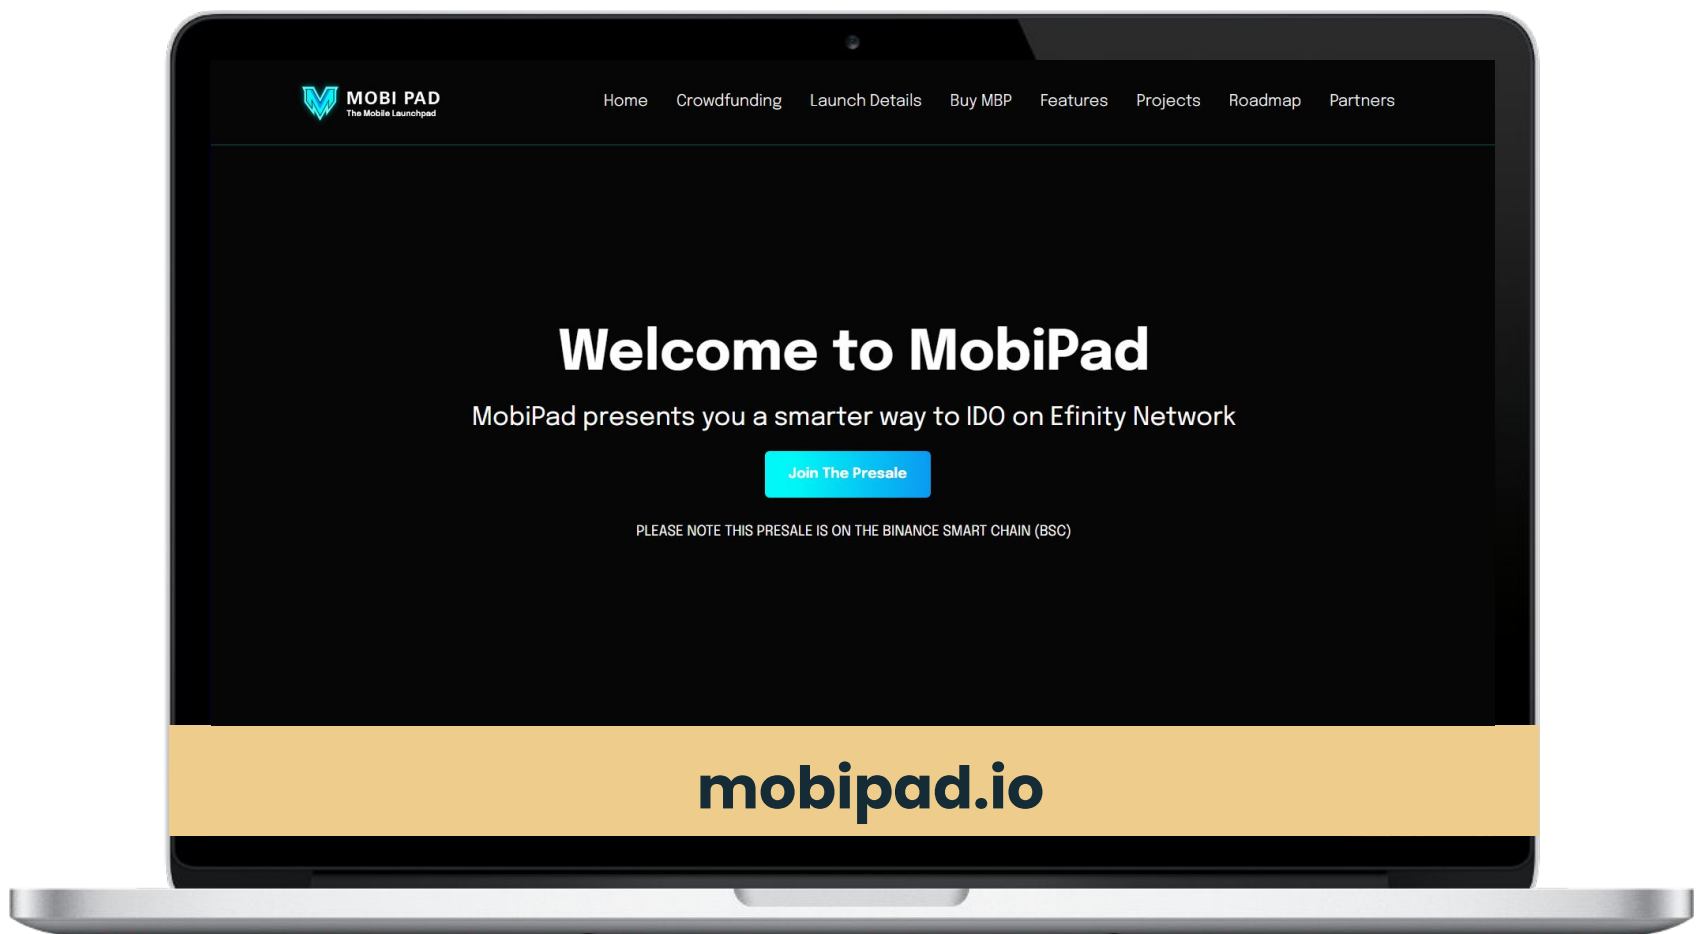 MOBI PAD
The Mobile Launchpad
Home Crowdfunding Launch Details Buy MBP Features Projects Roadmap Partners
Welcome to MobiPad
MobiPad presents you a smarter way to IDO on Efinity Network
Join The Presale
PLEASE NOTE THIS PRESALE IS ON THE BINANCE SMART CHAIN (BSC)
mobipad.io